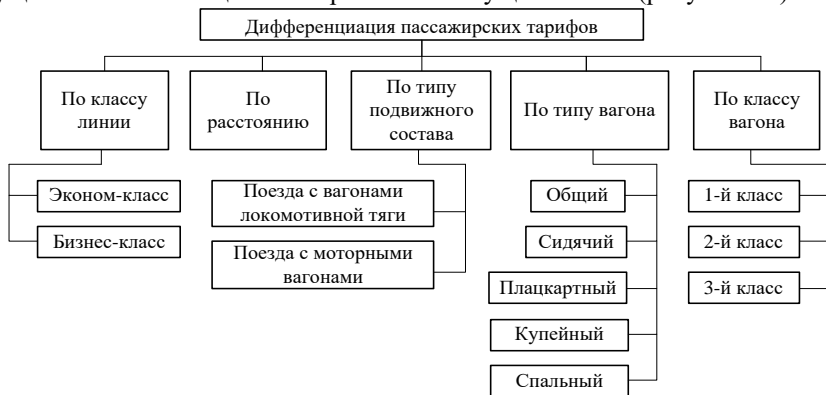 Дифференциация пассажирских тарифов
По классу
линии
По
расстоянию
По типу
подвижного
состава
По типу вагона
По классу
вагона
Эконом-класс
Бизнес-класс
Поезда с вагонами
локомотивной тяги
Поезда с моторными
вагонами
Общий
Сидячий
Плацкартный
Купейный
Спальный
1-й класс
2-й класс
3-й класс